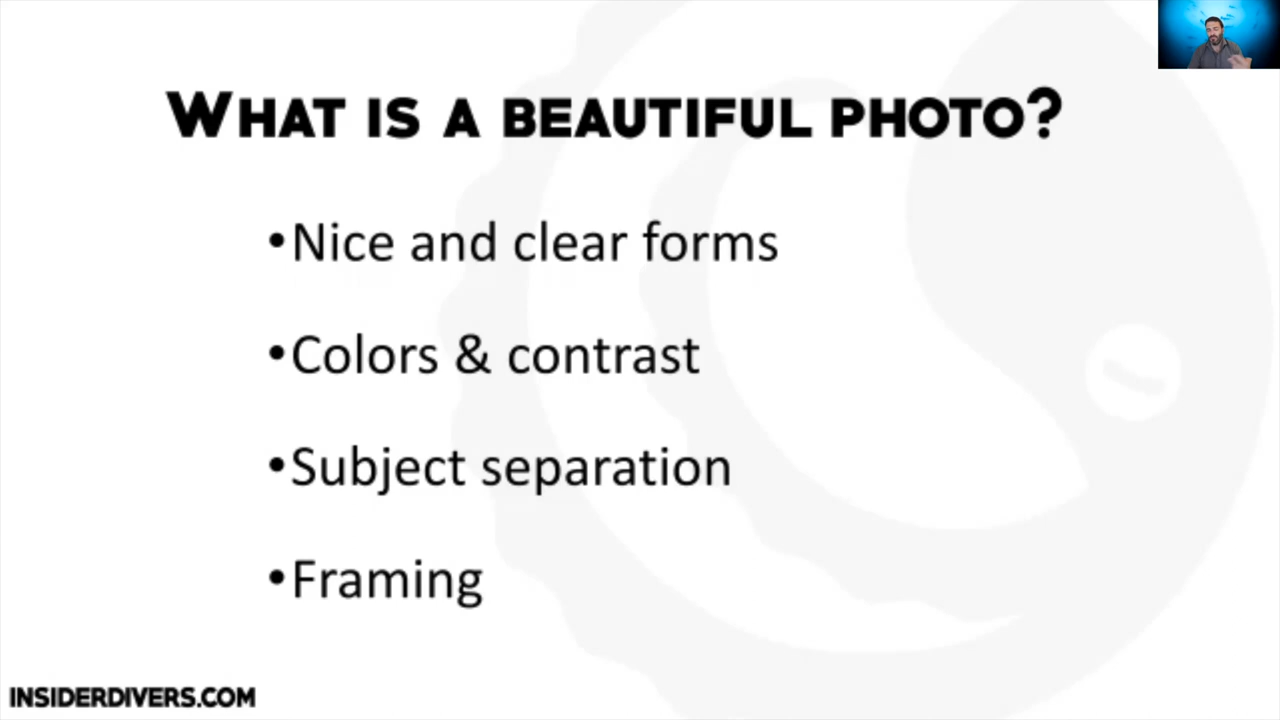 What is a beautiful photo?
•Nice and clear forms
•Colors & contrast
•Subject separation
•Framing
INSIDERDIVERS.COM